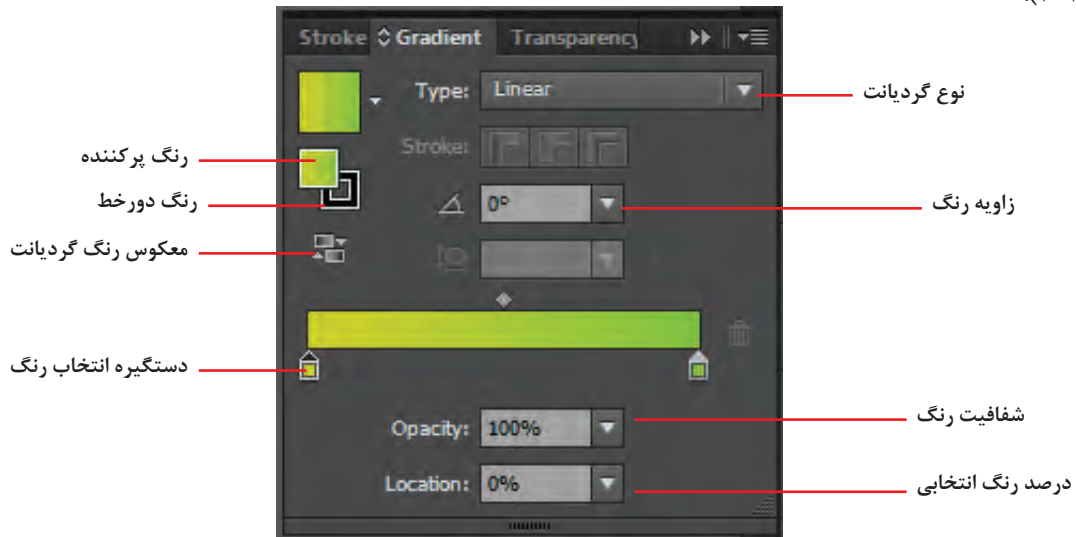 Stroke Gradient Transparency
Type: Linear
نوع گردیانت
Stroke:
رنگ پرکننده
رنگ دورخط
0°
زاویه رنگ
معکوس رنگ گردیانت
دستگیره انتخاب رنگ
Opacity: 100%
شفافیت رنگ
Location: 0%
درصد رنگ انتخابی